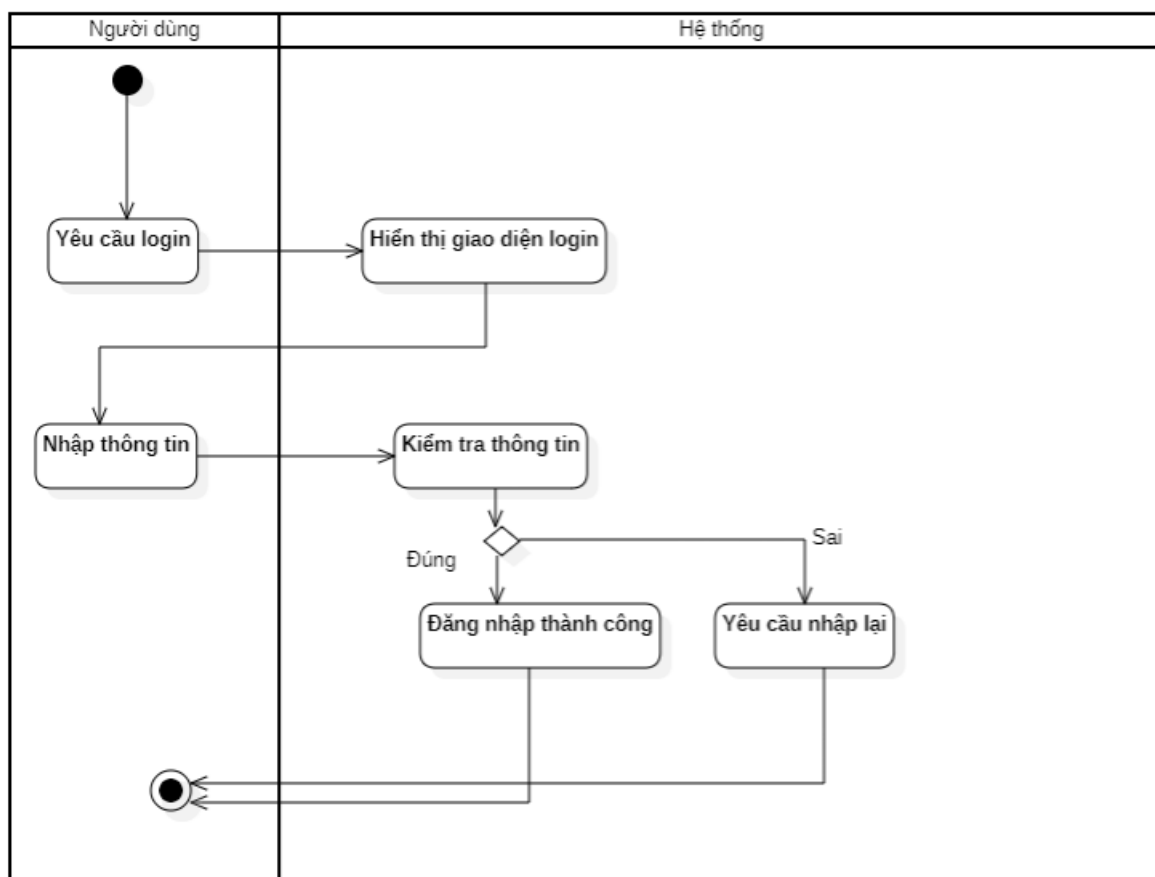 Người dùng
Hệ thống
Yêu cầu login
Hiển thị giao diện login
Nhập thông tin
Kiểm tra thông tin
Đúng
Sai
Đăng nhập thành công
Yêu cầu nhập lại